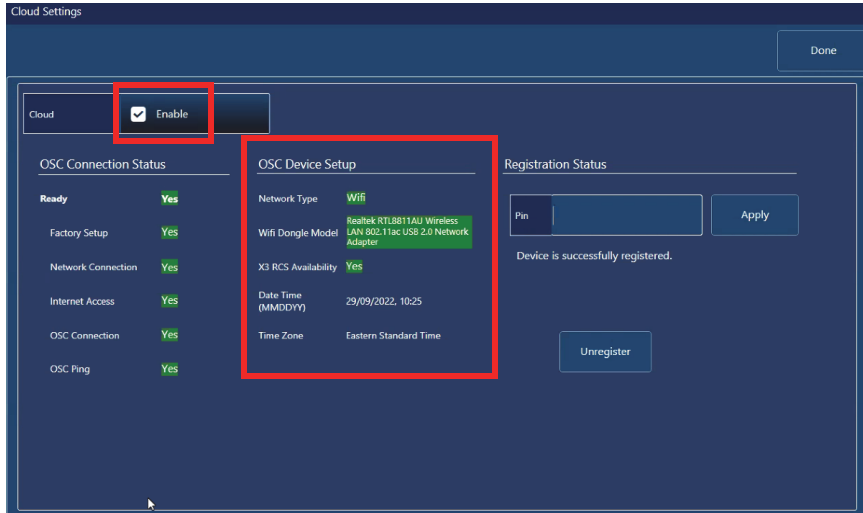 Cloud Settings
Done
Cloud
Enable
OSC Connection Status
Ready Yes
Factory Setup Yes
Network Connection Yes
Internet Access Yes
OSC Connection Yes
OSC Ping Yes
OSC Device Setup
Network Type Wifi
Wifi Dongle Model Realtek RTL8811AU Wireless
LAN 802.11ac USB 2.0 Network
Adapter
X3 RCS Availability Yes
Date Time
(MMDDYY) 29/09/2022, 10:25
Time Zone Eastern Standard Time
Registration Status
Pin
Apply
Device is successfully registered.
Unregister